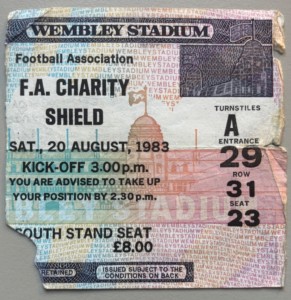 WEMBLEY STADIUM
Football Association
F.A. CHARITY
SHIELD
SAT., 20 AUGUST, 1983
KICK-OFF 3.00 p.m.
YOU ARE ADVISED TO TAKE UP
YOUR POSITION BY 2.30 p.m.
TURNSTILES
A
ENTRANCE
29
ROW
31
SEAT
23
BLEY STADIUM
SOUTH STAND SEAT
£8.00
RETAINED
ISSUED SUBJECT TO THE
CONDITIONS ON BACK